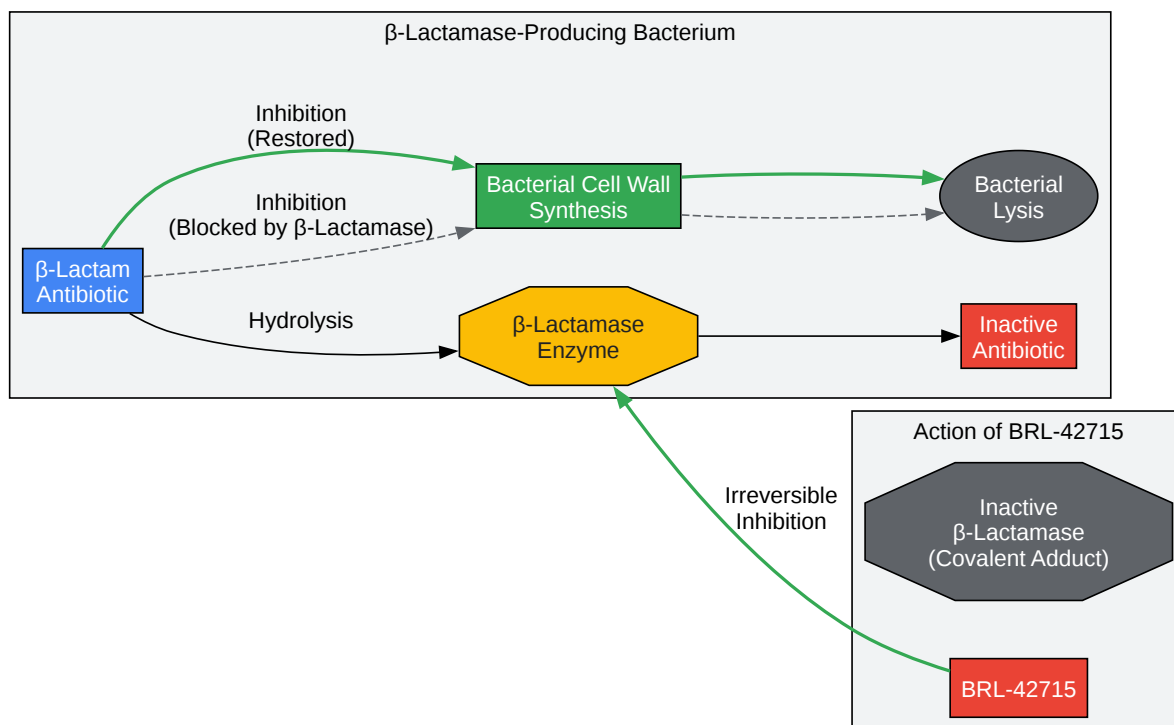 β-Lactamase-Producing Bacterium
Inhibition
(Restored)
Inhibition
(Blocked by β-Lactamase)
Bacterial Cell Wall
Synthesis
Bacterial
Lysis
β-Lactam
Antibiotic
Hydrolysis
β-Lactamase
Enzyme
Inactive
Antibiotic
Action of BRL-42715
Irreversible
Inhibition
Inactive
β-Lactamase
(Covalent Adduct)
BRL-42715